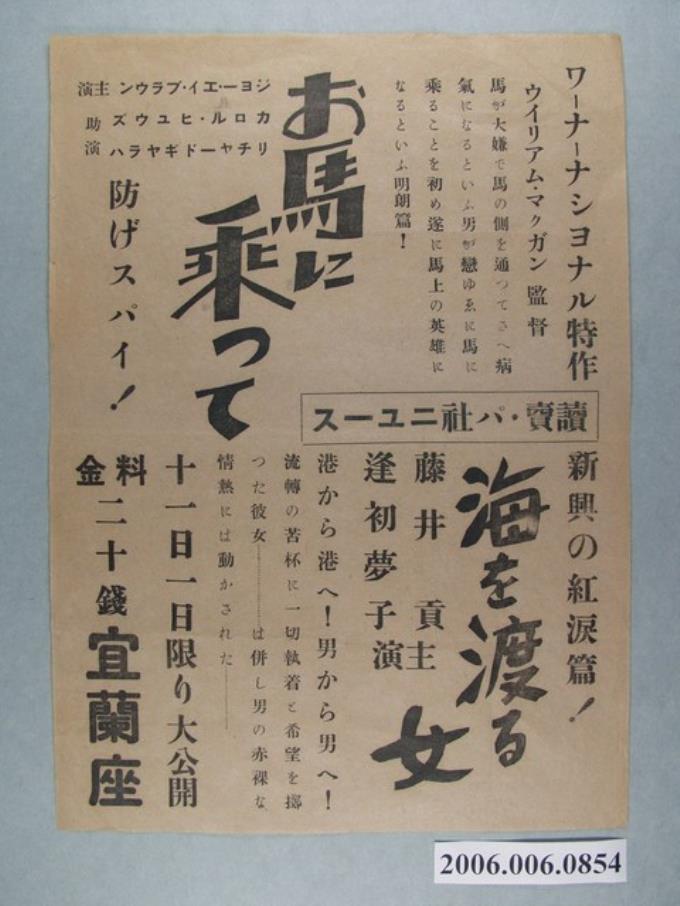 ワーナーナショナル特作
ウイリアム・マクガン 監督
馬が大嫌で馬の側を通つてさへ病
氣になるといふ男が戀ゆゑに馬に
乘ることを初め遂に馬上の英雄に
なるといふ明朗篇！
お馬に
乗って
ジヨー・エイ・ブラウン 主演
カロル・ヒユウズ
リチヤードギヤラハ
助演
防げスパイ！
讀賣・パ社ニユース
新興の紅涙篇！
海を渡る
女
藤井 貢
逢初夢子
主演
港から港へ！男から男へ！
流轉の苦杯に一切執着と希望を擲
つた彼女…………は併し男の赤裸な
情熱には動かされた…………
十一日一日限り大公開
料金 二十錢
宜蘭座
2006.006.0854